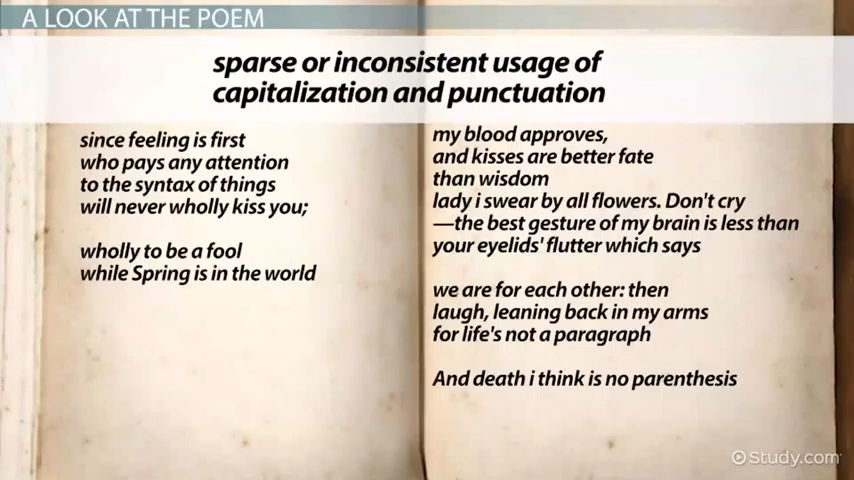 A LOOK AT THE POEM
sparse or inconsistent usage of
capitalization and punctuation
since feeling is first
who pays any attention
to the syntax of things
will never wholly kiss you;
wholly to be a fool
while Spring is in the world
my blood approves,
and kisses are better fate
than wisdom
lady i swear by all flowers. Don't cry
—the best gesture of my brain is less than
your eyelids' flutter which says
we are for each other: then
laugh, leaning back in my arms
for life's not a paragraph
And death i think is no parenthesis
Study.com